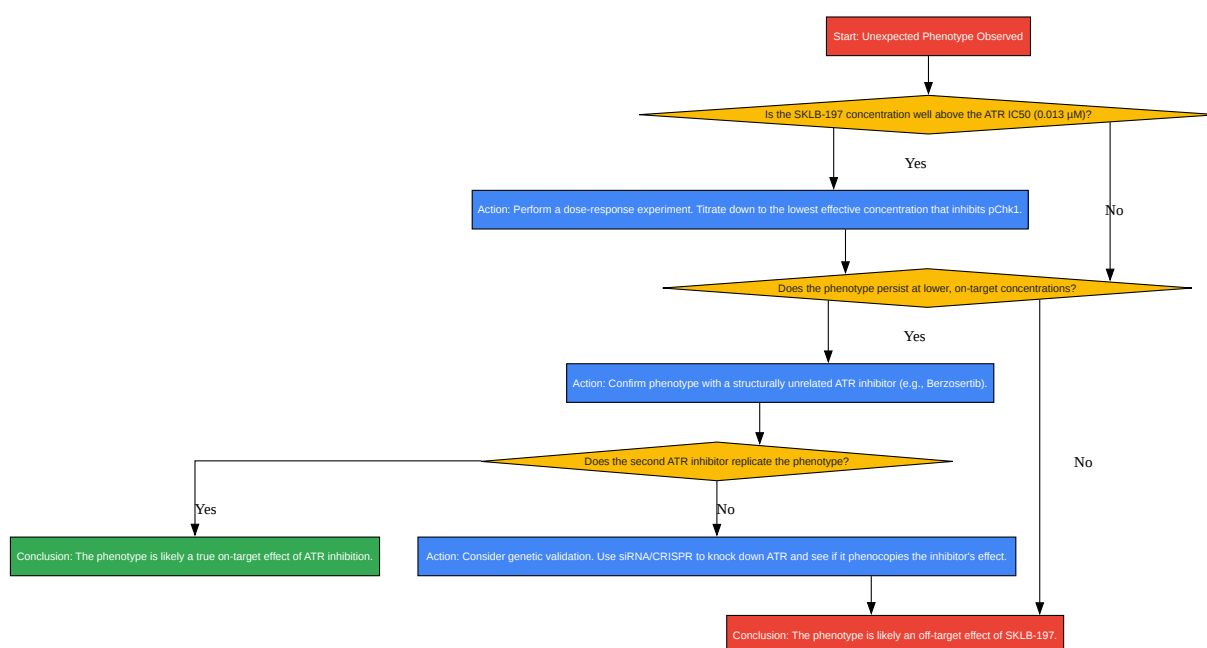 Start: Unexpected Phenotype Observed
Is the SKLB-197 concentration well above the ATR IC50 (0.013 µM)?
Yes
Action: Perform a dose-response experiment. Titrate down to the lowest effective concentration that inhibits pChk1.
No
Does the phenotype persist at lower, on-target concentrations?
Yes
Action: Confirm phenotype with a structurally unrelated ATR inhibitor (e.g., Berzosertib).
Does the second ATR inhibitor replicate the phenotype?
No
Yes
No
Conclusion: The phenotype is likely a true on-target effect of ATR inhibition.
Action: Consider genetic validation. Use siRNA/CRISPR to knock down ATR and see if it phenocopies the inhibitor's effect.
Conclusion: The phenotype is likely an off-target effect of SKLB-197.